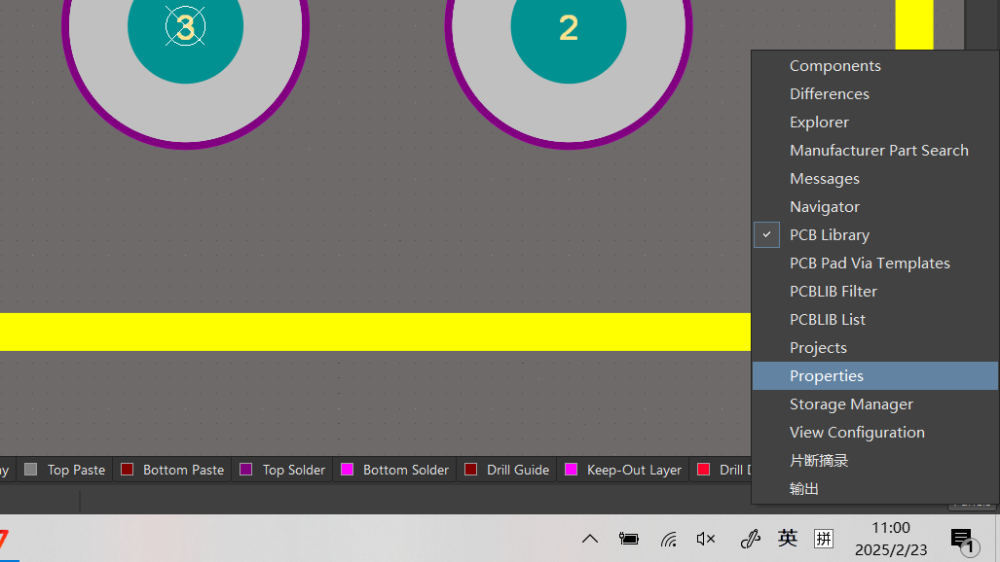 3
2
Components
Differences
Explorer
Manufacturer Part Search
Messages
Navigator
PCB Library
PCB Pad Via Templates
PCBLIB Filter
PCBLIB List
Projects
Properties
Storage Manager
View Configuration
片断摘录
输出
Top Paste
Bottom Paste
Top Solder
Bottom Solder
Drill Guide
Keep-Out Layer
Drill
英
拼
11:00
2025/2/23
1